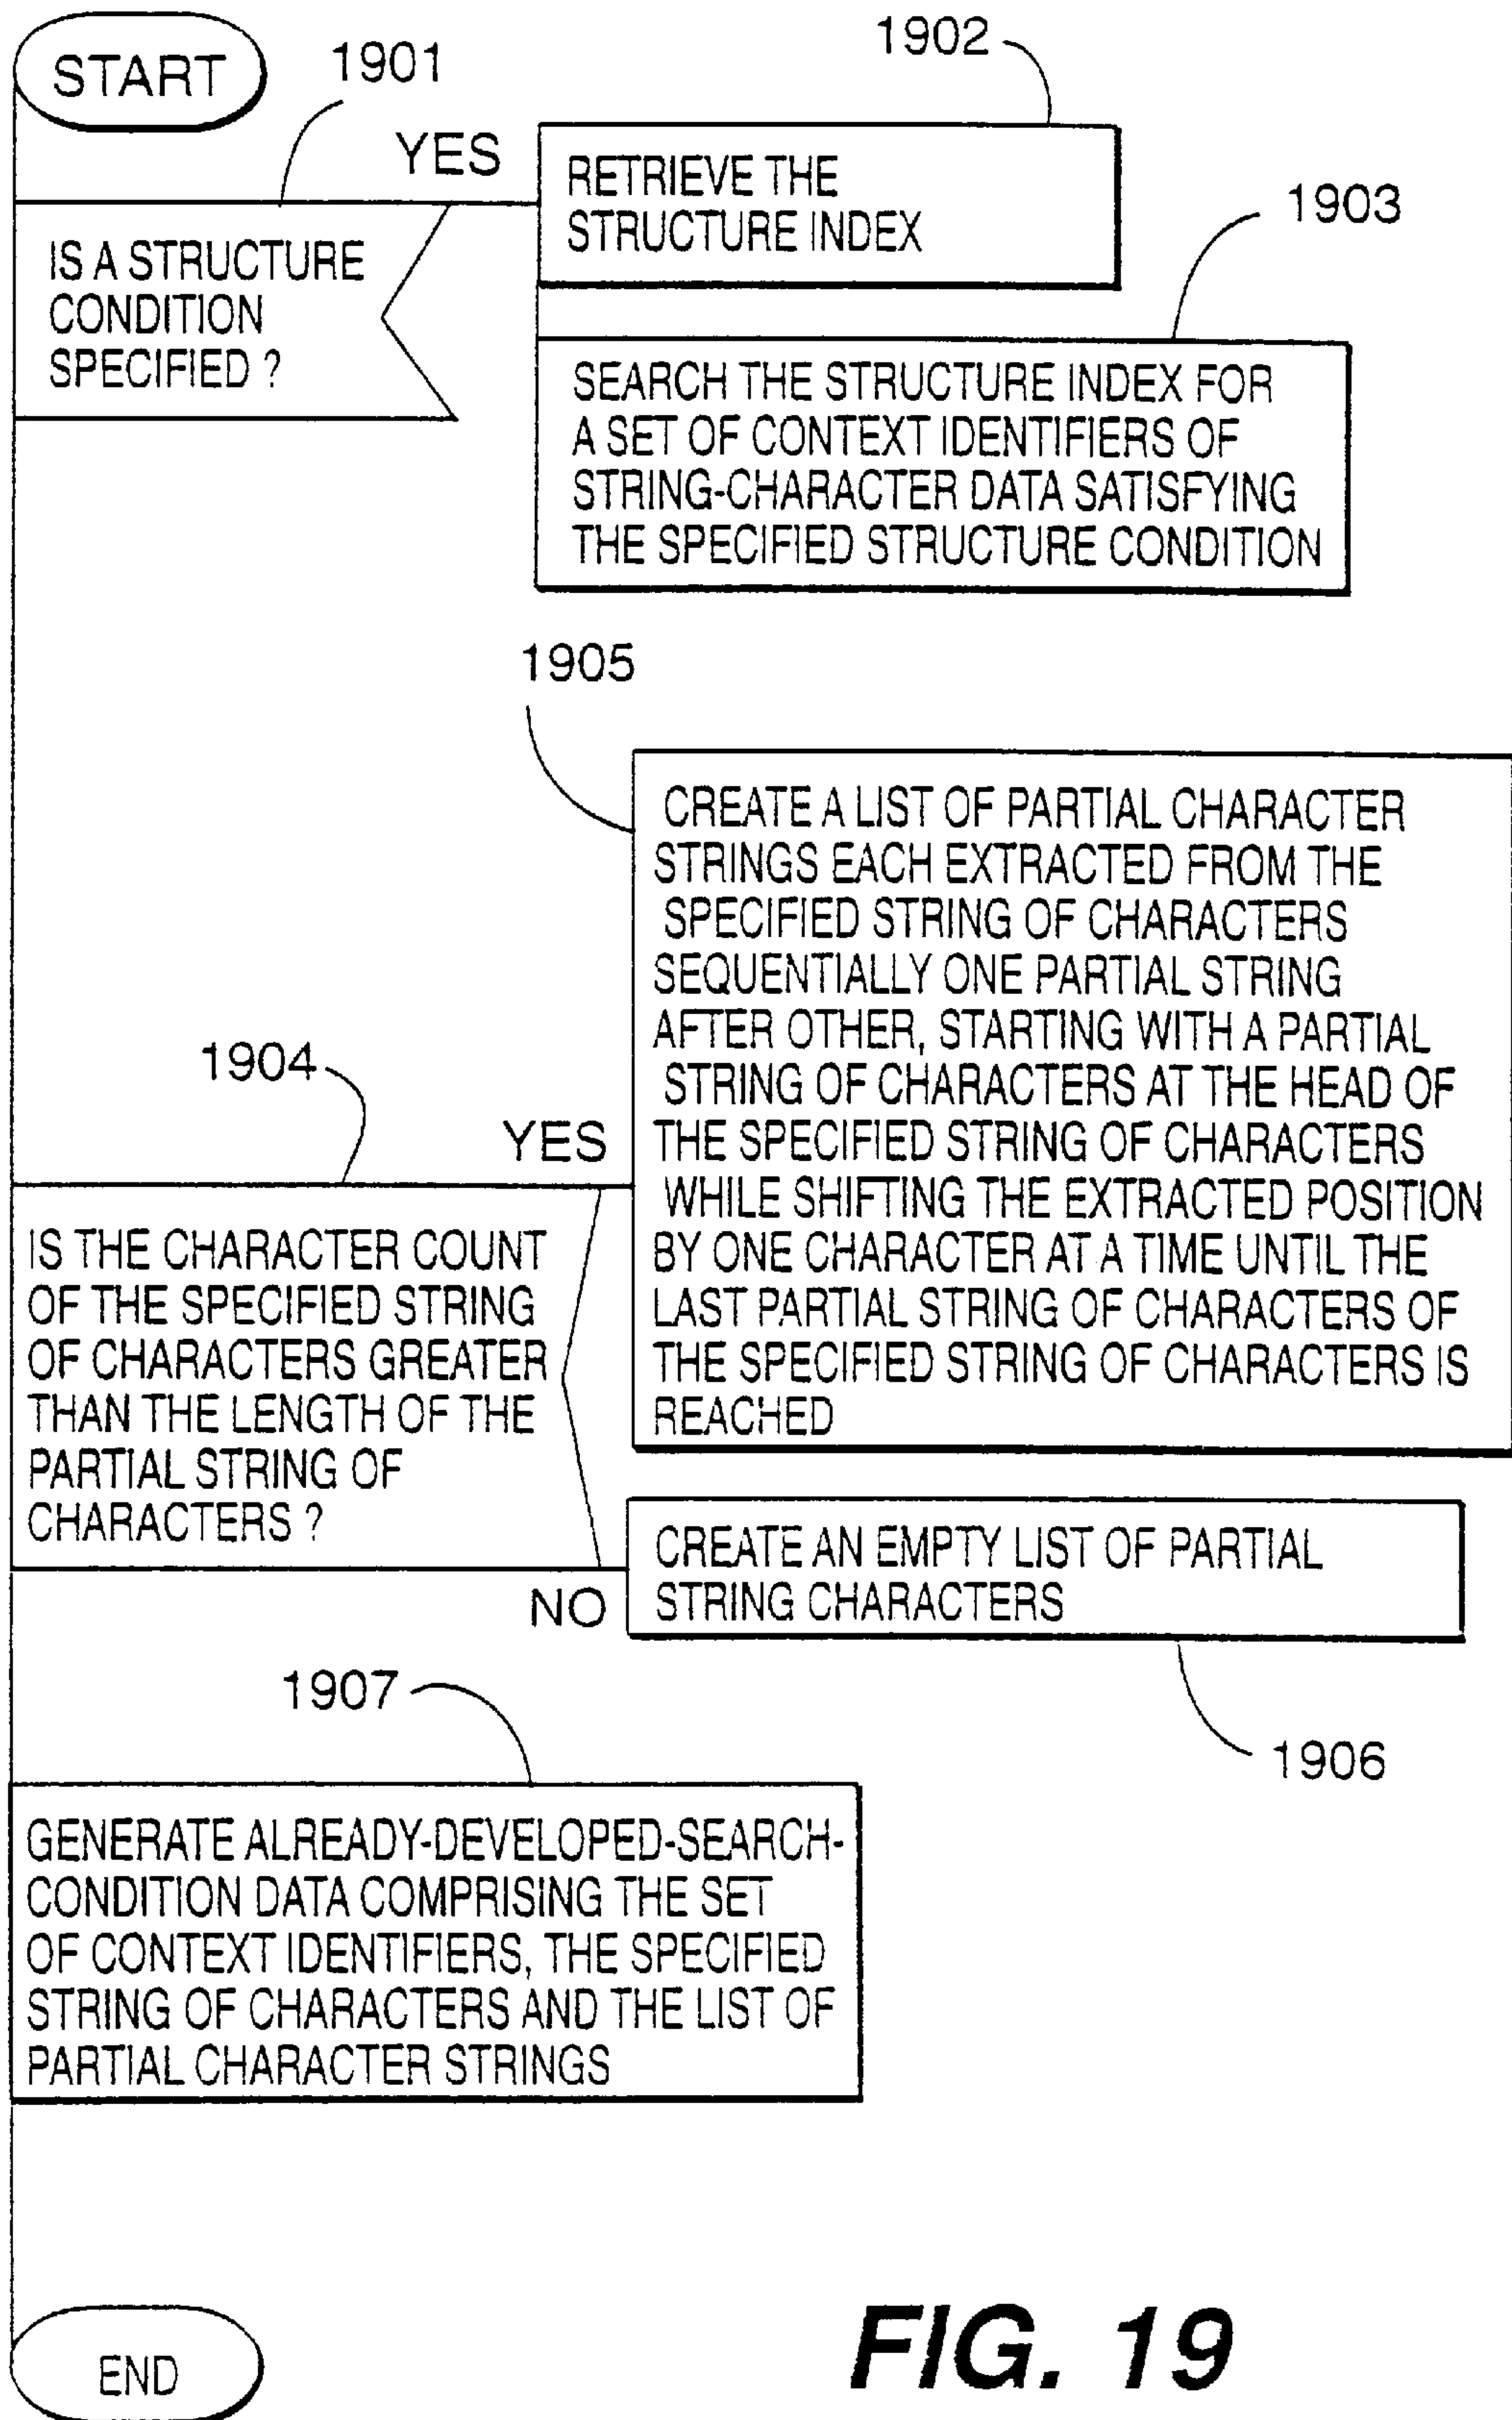 START
1901
1902
YES
RETRIEVE THE
STRUCTURE INDEX
1903
IS A STRUCTURE
CONDITION
SPECIFIED ?
SEARCH THE STRUCTURE INDEX FOR
A SET OF CONTEXT IDENTIFIERS OF
STRING-CHARACTER DATA SATISFYING
THE SPECIFIED STRUCTURE CONDITION
1905
CREATE A LIST OF PARTIAL CHARACTER
STRINGS EACH EXTRACTED FROM THE
SPECIFIED STRING OF CHARACTERS
SEQUENTIALLY ONE PARTIAL STRING
AFTER OTHER, STARTING WITH A PARTIAL
STRING OF CHARACTERS AT THE HEAD OF
THE SPECIFIED STRING OF CHARACTERS
WHILE SHIFTING THE EXTRACTED POSITION
BY ONE CHARACTER AT A TIME UNTIL THE
LAST PARTIAL STRING OF CHARACTERS OF
THE SPECIFIED STRING OF CHARACTERS IS
REACHED
1904
YES
IS THE CHARACTER COUNT
OF THE SPECIFIED STRING
OF CHARACTERS GREATER
THAN THE LENGTH OF THE
PARTIAL STRING OF
CHARACTERS ?
NO
CREATE AN EMPTY LIST OF PARTIAL
STRING CHARACTERS
1906
1907
GENERATE ALREADY-DEVELOPED-SEARCH-
CONDITION DATA COMPRISING THE SET
OF CONTEXT IDENTIFIERS, THE SPECIFIED
STRING OF CHARACTERS AND THE LIST OF
PARTIAL CHARACTER STRINGS
END
FIG. 19